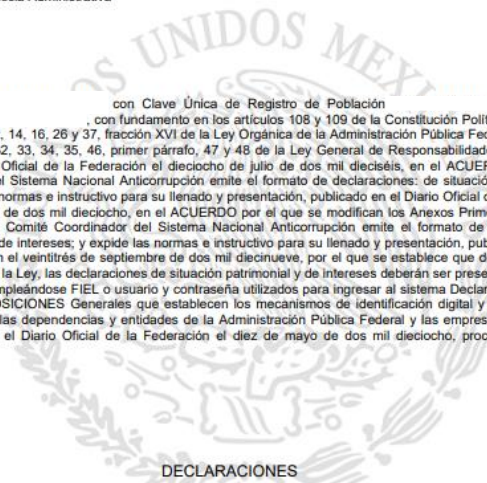 UNIDOS MEX
con Clave Única de Registro de Población
, con fundamento en los artículos 108 y 109 de la Constitución Polít
, 14, 16, 26 y 37, fracción XVI de la Ley Orgánica de la Administración Pública Fed
32, 33, 34, 35, 46, primer párrafo, 47 y 48 de la Ley General de Responsabilidade
Oficial de la Federación el dieciocho de julio de dos mil dieciséis, en el ACUER
el Sistema Nacional Anticorrupción emite el formato de declaraciones: de situació
normas e instructivo para su llenado y presentación, publicado en el Diario Oficial d
de dos mil dieciocho, en el ACUERDO por el que se modifican los Anexos Prime
Comité Coordinador del Sistema Nacional Anticorrupción emite el formato de
de intereses; y expide las normas e instructivo para su llenado y presentación, pub
n el veintitrés de septiembre de dos mil diecinueve, por el que se establece que de
la Ley, las declaraciones de situación patrimonial y de intereses deberán ser prese
mpleándose FIEL o usuario y contraseña utilizados para ingresar al sistema Declar
OSICIONES Generales que establecen los mecanismos de identificación digital y
las dependencias y entidades de la Administración Pública Federal y las empres
el Diario Oficial de la Federación el diez de mayo de dos mil dieciocho, proc
DECLARACIONES